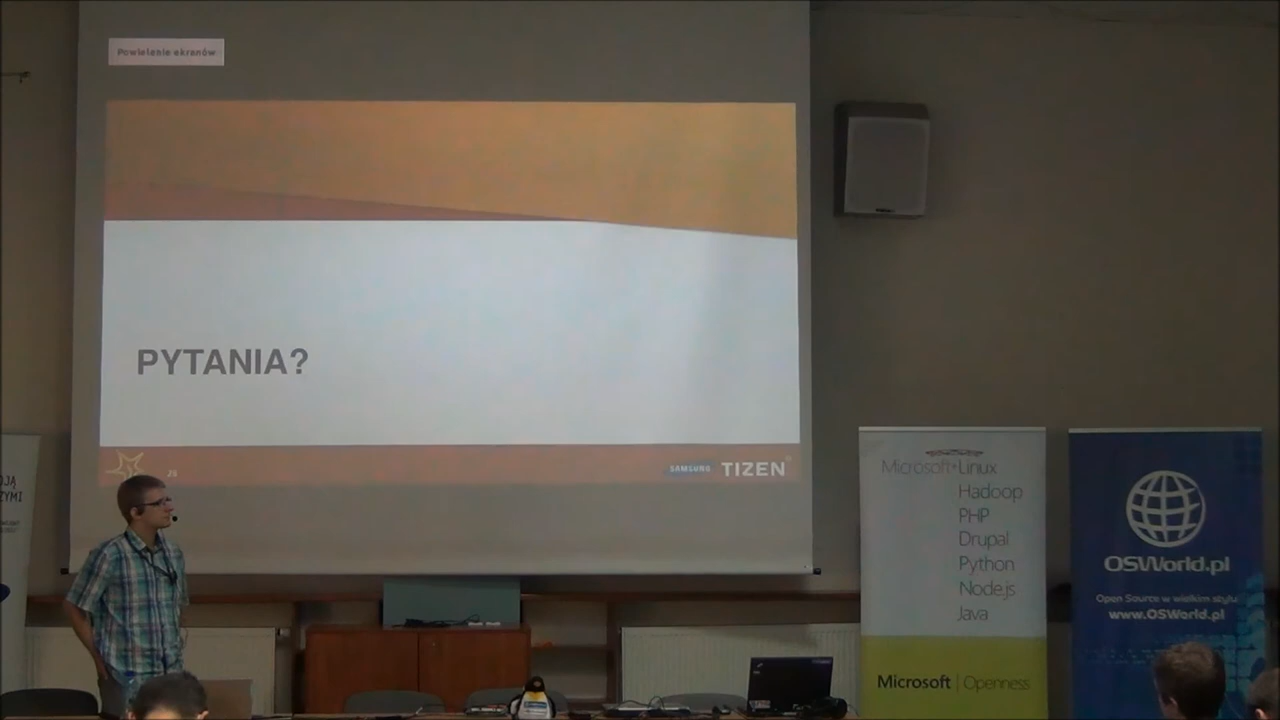 Powielenie ekranów
PYTANIA?
SAMSUNG TIZEN
Microsoft+Linux
Hadoop
PHP
Drupal
Python
Node.js
Java
Microsoft | Openness
OSWorld.pl
Open Source w wielkim stylu
www.OSWorld.pl